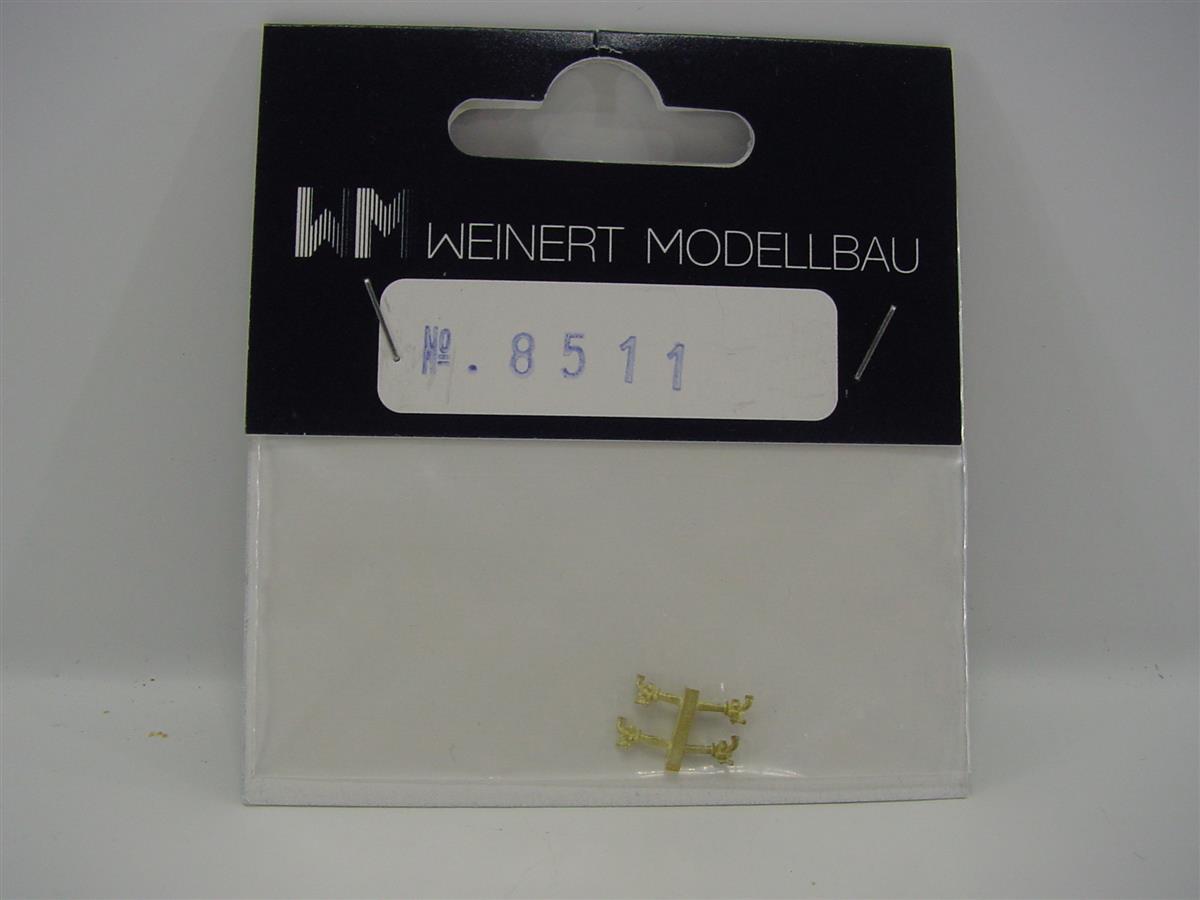 WM WEINERT MODELLBAU
№. 8511